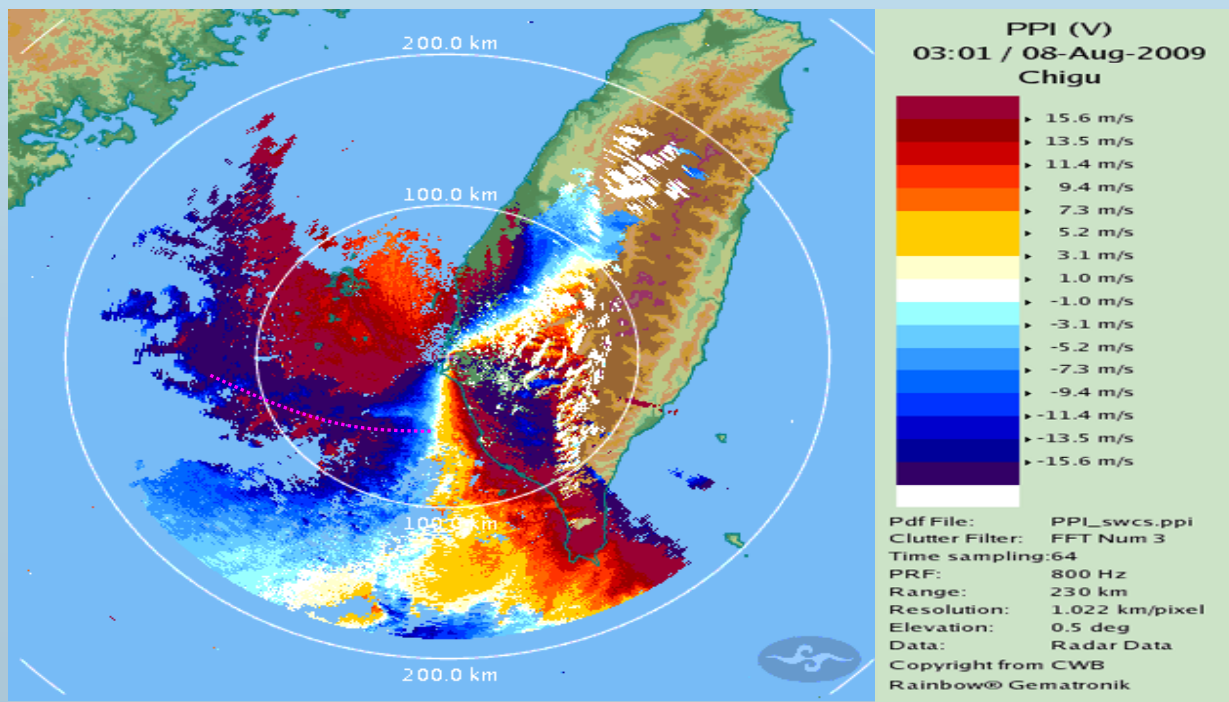 200.0 km
100.0 km
100.0 km
200.0 km
PPI (V)
03:01 / 08-Aug-2009
Chigu
15.6 m/s
13.5 m/s
11.4 m/s
9.4 m/s
7.3 m/s
5.2 m/s
3.1 m/s
1.0 m/s
-1.0 m/s
-3.1 m/s
-5.2 m/s
-7.3 m/s
-9.4 m/s
-11.4 m/s
-13.5 m/s
-15.6 m/s
Pdf File: PPI_swcs.ppi
Clutter Filter: FFT Num 3
Time sampling:64
PRF: 800 Hz
Range: 230 km
Resolution: 1.022 km/pixel
Elevation: 0.5 deg
Data: Radar Data
Copyright from CWB
Rainbow® Gematronik